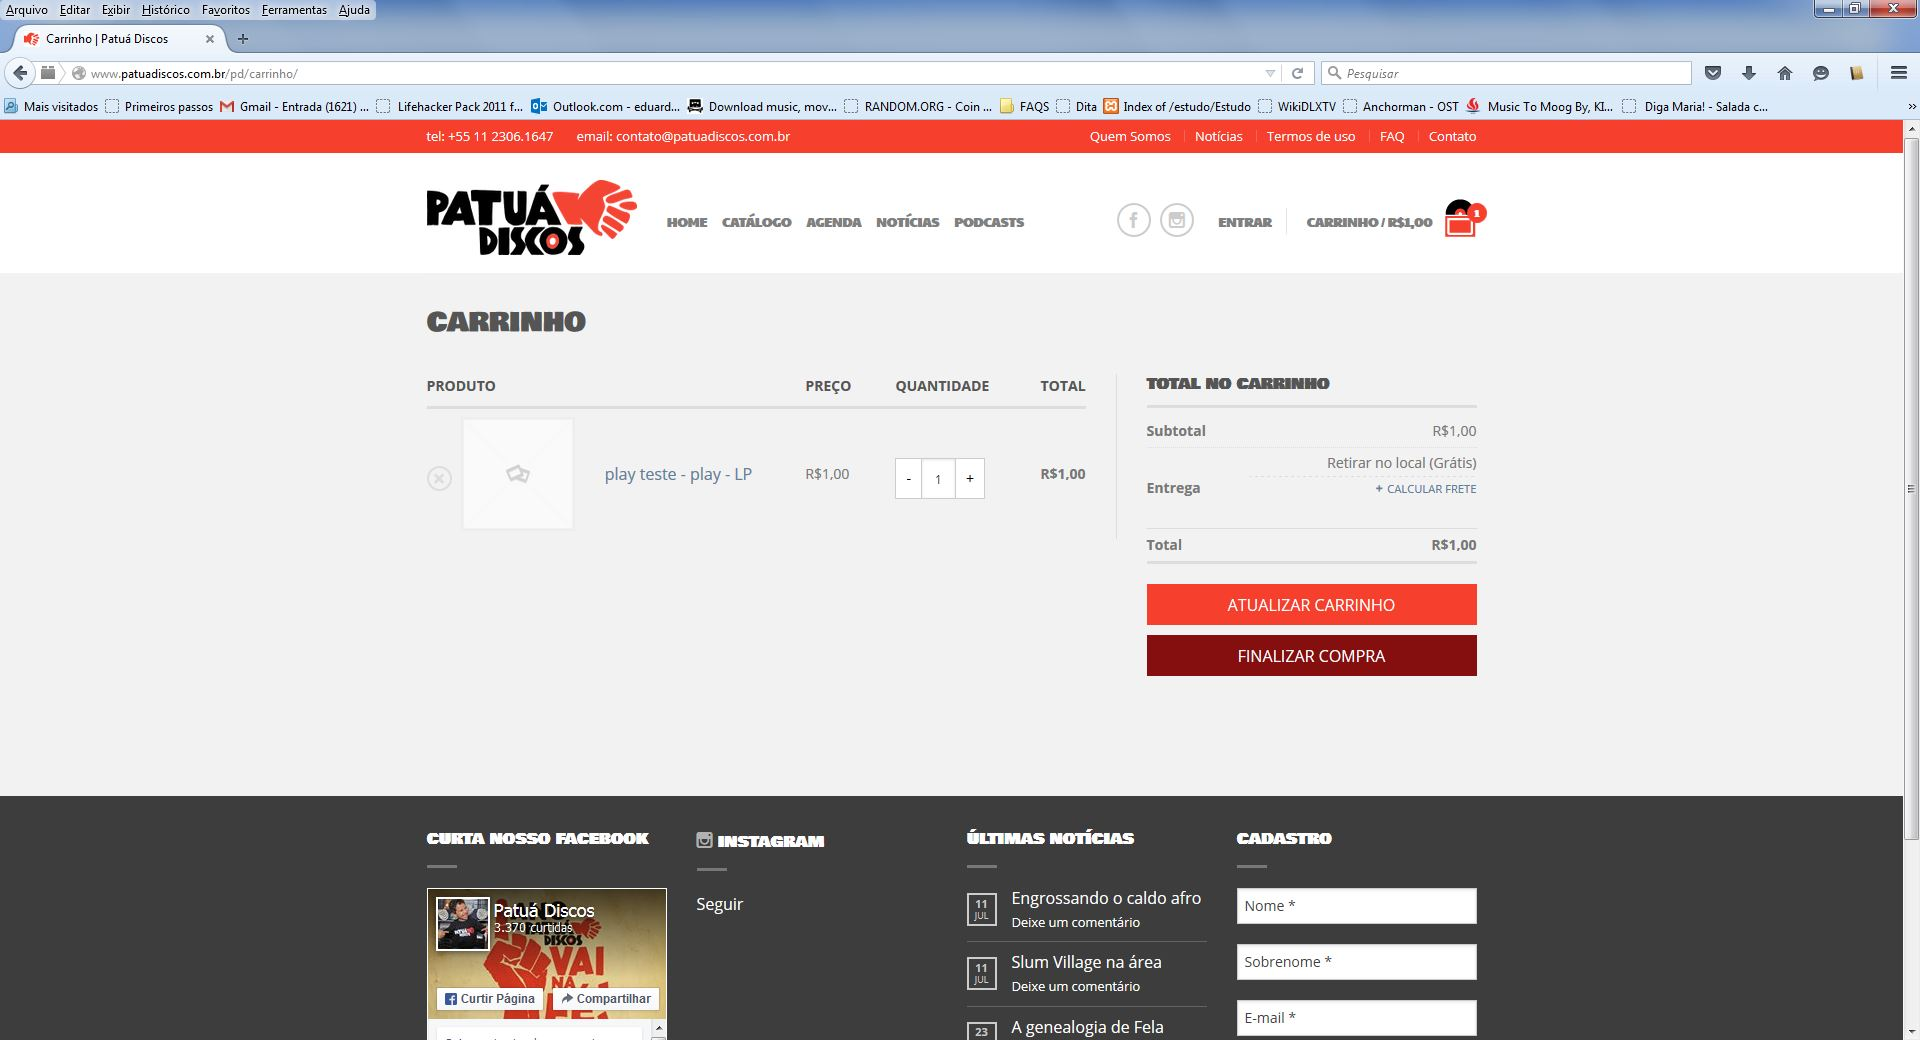 Arquivo Editar Exibir Histórico Favoritos Ferramentas Ajuda
Carrinho | Patuá Discos
www.patuadiscos.com.br/pd/carrinho/
Pesquisar
Mais visitados Primeiros passos Gmail - Entrada (1621) ... Lifehacker Pack 2011 f... Outlook.com - eduard... Download music, mov... RANDOM.ORG - Coin ... FAQS Dita Index of /estudo/Estudo WikiDLXTV Anchorman - OST Music To Moog By, KI... Diga Maria! - Salada c...
tel: +55 11 2306.1647 email: contato@patuadiscos.com.br Quem Somos Notícias Termos de uso FAQ Contato
PATUÁ DISCOS
HOME CATÁLOGO AGENDA NOTÍCIAS PODCASTS ENTRAR CARRINHO / R$1,00 1
CARRINHO
PRODUTO PREÇO QUANTIDADE TOTAL
play teste - play - LP R$1,00 - 1 + R$1,00
TOTAL NO CARRINHO
Subtotal R$1,00
Retirar no local (Grátis)
Entrega + CALCULAR FRETE
Total R$1,00
ATUALIZAR CARRINHO
FINALIZAR COMPRA
CURTA NOSSO FACEBOOK
Patuá Discos
3.370 curtidas
DISCOS
VAI
NA
FÉ!
Curtir Página Compartilhar
INSTAGRAM
Seguir
ÚLTIMAS NOTÍCIAS
11 JUL Engrossando o caldo afro
Deixe um comentário
11 JUL Slum Village na área
Deixe um comentário
23 A genealogia de Fela
CADASTRO
Nome *
Sobrenome *
E-mail *